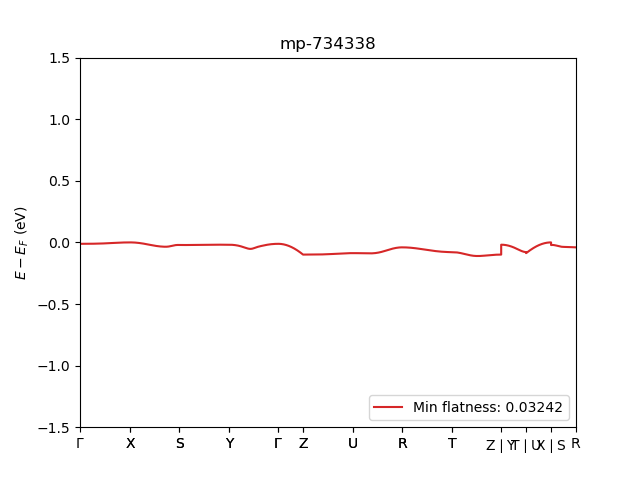 mp-734338
E − E_F (eV)
1.5
1.0
0.5
0.0
−0.5
−1.0
−1.5
Min flatness: 0.03242
Γ X S Y Γ Z U R T Z | Y T | U X | S R